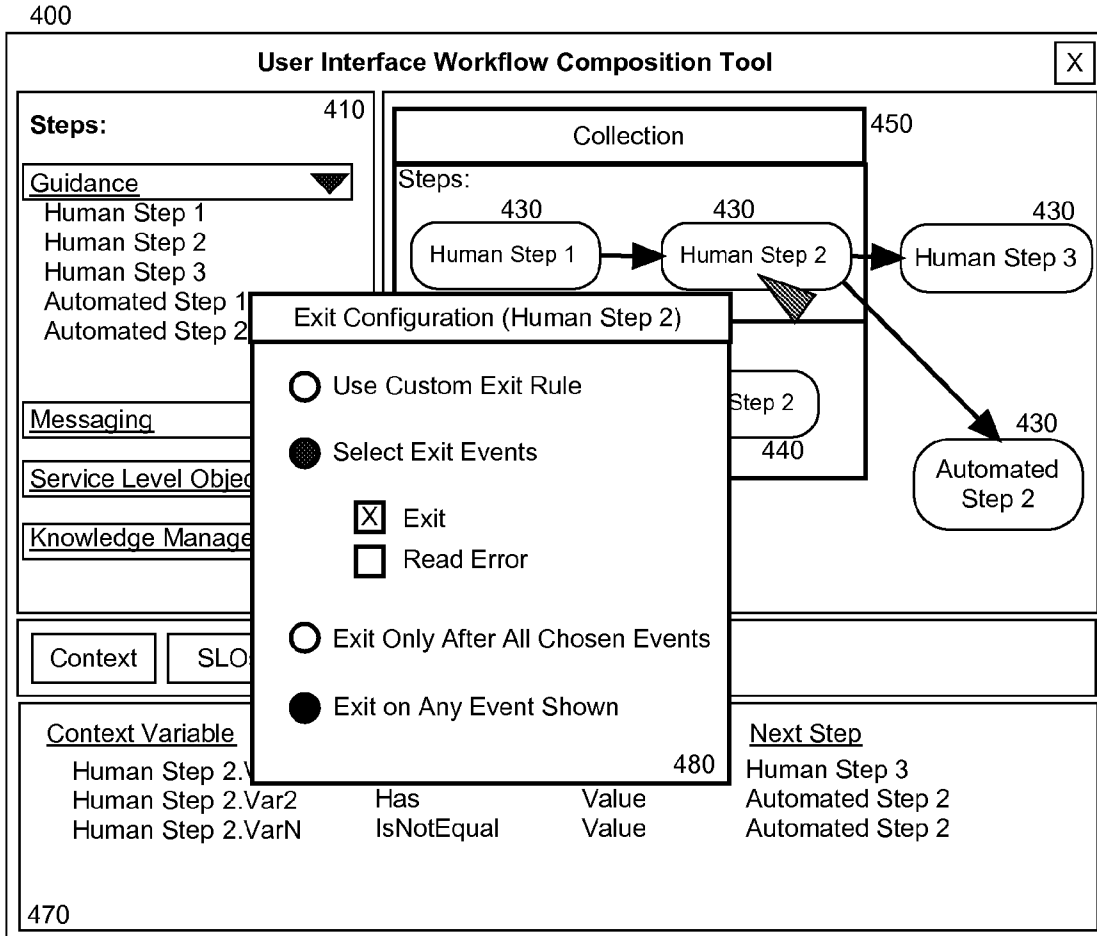 400
User Interface Workflow Composition Tool
X
410
Steps:
Guidance
Human Step 1
Human Step 2
Human Step 3
Automated Step 1
Automated Step 2
Messaging
Service Level Objec
Knowledge Manage
Collection
450
Steps:
430
430
430
Human Step 1
Human Step 2
Human Step 3
Step 2
440
430
Automated
Step 2
Exit Configuration (Human Step 2)
Use Custom Exit Rule
Select Exit Events
X Exit
Read Error
Exit Only After All Chosen Events
Exit on Any Event Shown
480
Context
SLO
Context Variable
Next Step
Human Step 2.V
Human Step 3
Human Step 2.Var2 Has Value Automated Step 2
Human Step 2.VarN IsNotEqual Value Automated Step 2
470